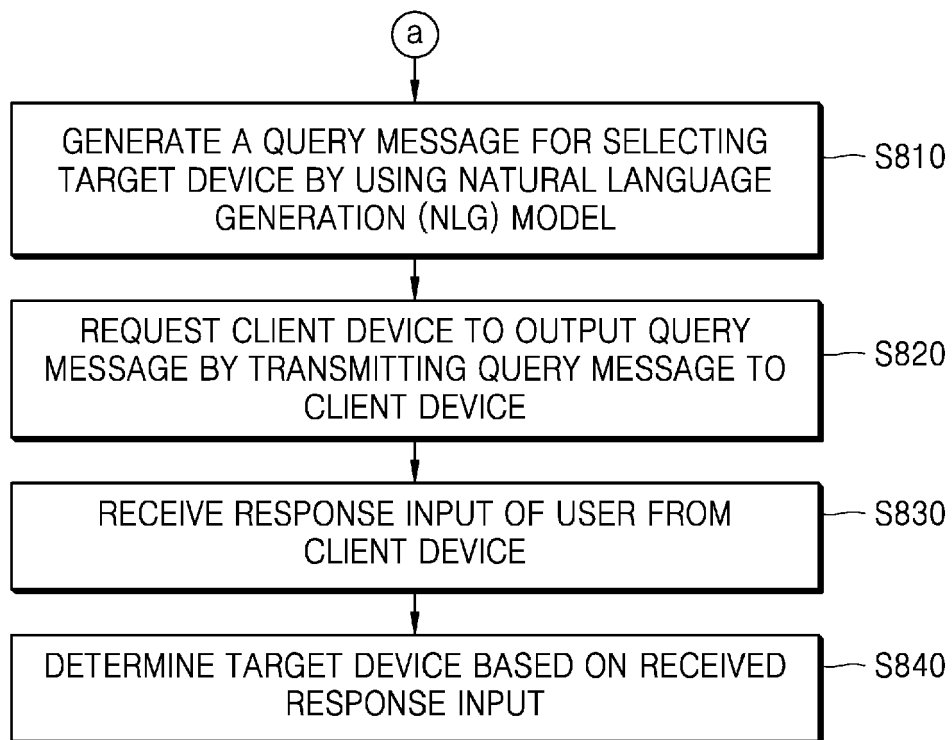 a
GENERATE A QUERY MESSAGE FOR SELECTING
TARGET DEVICE BY USING NATURAL LANGUAGE
GENERATION (NLG) MODEL
S810
REQUEST CLIENT DEVICE TO OUTPUT QUERY
MESSAGE BY TRANSMITTING QUERY MESSAGE TO
CLIENT DEVICE
S820
RECEIVE RESPONSE INPUT OF USER FROM
CLIENT DEVICE
S830
DETERMINE TARGET DEVICE BASED ON RECEIVED
RESPONSE INPUT
S840